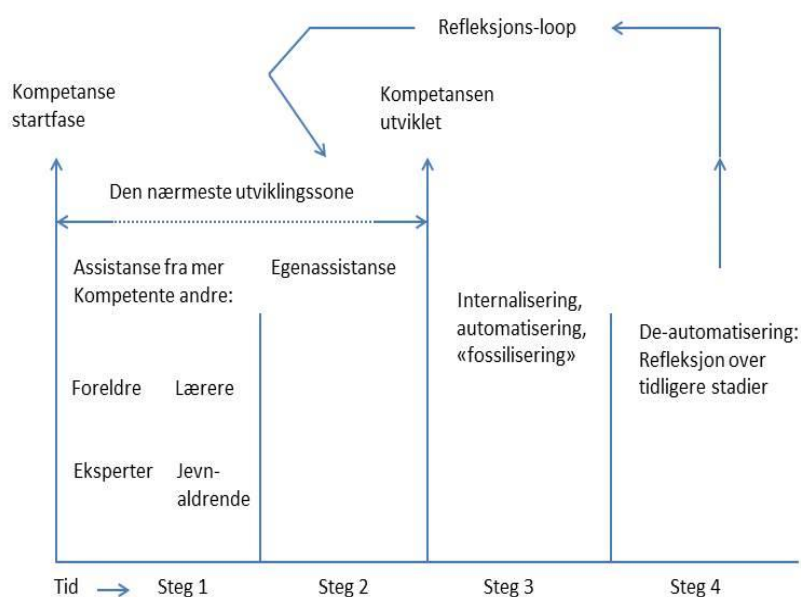 Refleksjons-loop
Kompetanse
startfase
Kompetansen
utviklet
Den nærmeste utviklingssone
Assistanse fra mer
Kompetente andre:
Egenassistanse
Internalisering,
automatisering,
«fossilisering»
De-automatisering:
Refleksjon over
tidligere stadier
Foreldre
Lærere
Eksperter
Jevn-
aldrende
Tid
Steg 1
Steg 2
Steg 3
Steg 4